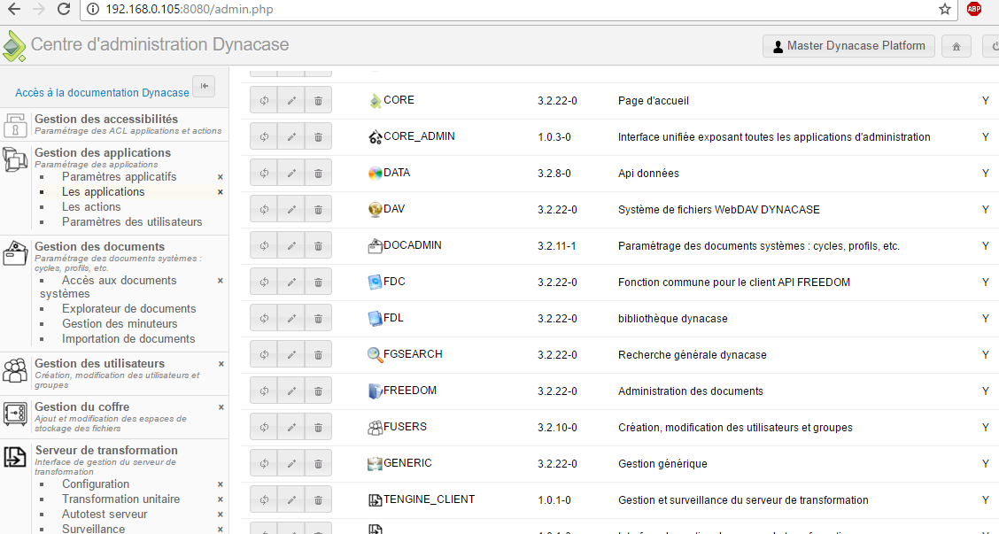 192.168.0.105:8080/admin.php
ABP
Centre d'administration Dynacase
Master Dynacase Platform
Accès à la documentation Dynacase
Gestion des accessibilités
Paramétrage des ACL applications et actions
Gestion des applications
Paramétrage des applications
Paramètres applicatifs ×
Les applications ×
Les actions
Paramètres des utilisateurs
Gestion des documents
Paramétrage des documents systèmes :
cycles, profils, etc.
Accès aux documents ×
systèmes
Explorateur de documents
Gestion des minuteurs
Importation de documents
Gestion des utilisateurs ×
Création, modification des utilisateurs et
groupes
Gestion du coffre ×
Ajout et modification des espaces de
stockage des fichiers
Serveur de transformation
Interface de gestion du serveur de
transformation
Configuration ×
Transformation unitaire ×
Autotest serveur ×
Surveillance ×
CORE 3.2.22-0 Page d'accueil Y
CORE_ADMIN 1.0.3-0 Interface unifiée exposant toutes les applications d'administration Y
DATA 3.2.8-0 Api données Y
DAV 3.2.22-0 Système de fichiers WebDAV DYNACASE Y
DOCADMIN 3.2.11-1 Paramétrage des documents systèmes : cycles, profils, etc. Y
FDC 3.2.22-0 Fonction commune pour le client API FREEDOM Y
FDL 3.2.22-0 bibliothèque dynacase Y
FGSEARCH 3.2.22-0 Recherche générale dynacase Y
FREEDOM 3.2.22-0 Administration des documents Y
FUSERS 3.2.10-0 Création, modification des utilisateurs et groupes Y
GENERIC 3.2.22-0 Gestion générique Y
TENGINE_CLIENT 1.0.1-0 Gestion et surveillance du serveur de transformation Y